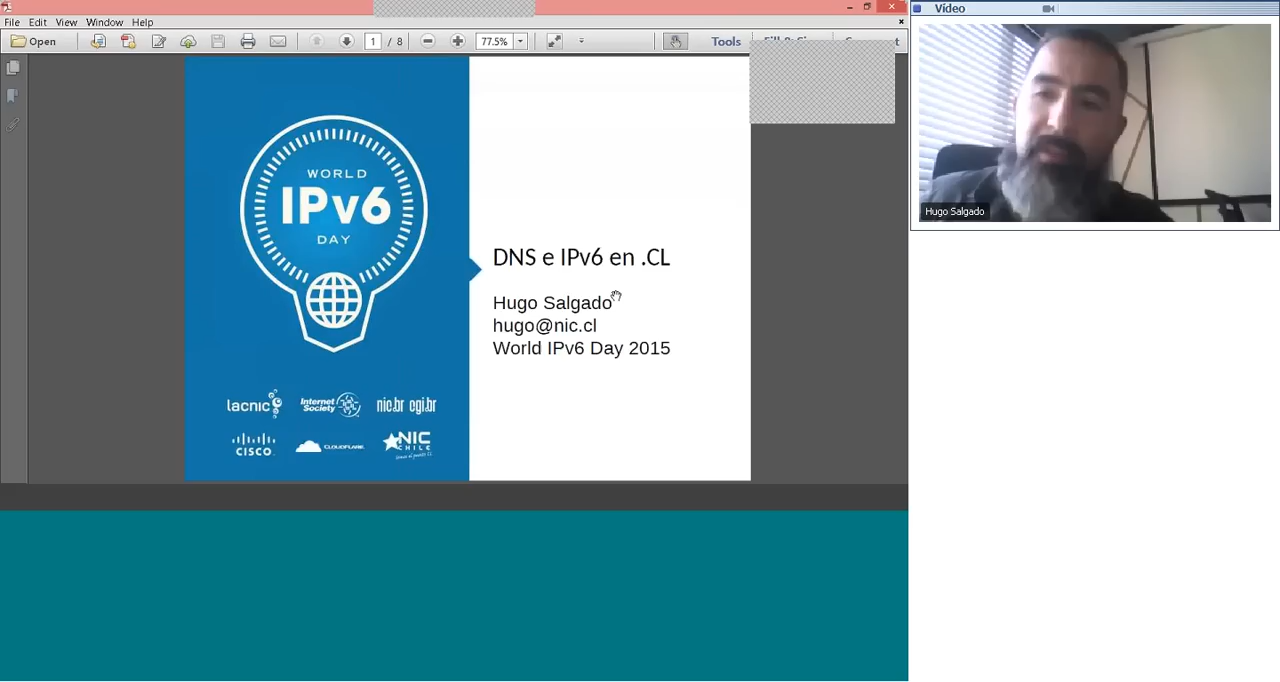 File Edit View Window Help
Open
1 / 8
77.5%
Tools
Video
Hugo Salgado
WORLD
IPv6
DAY
DNS e IPv6 en .CL
Hugo Salgado
hugo@nic.cl
World IPv6 Day 2015
lacnic
Internet Society
nic.br cgi.br
CISCO
CLOUDFLARE
NIC
CHILE